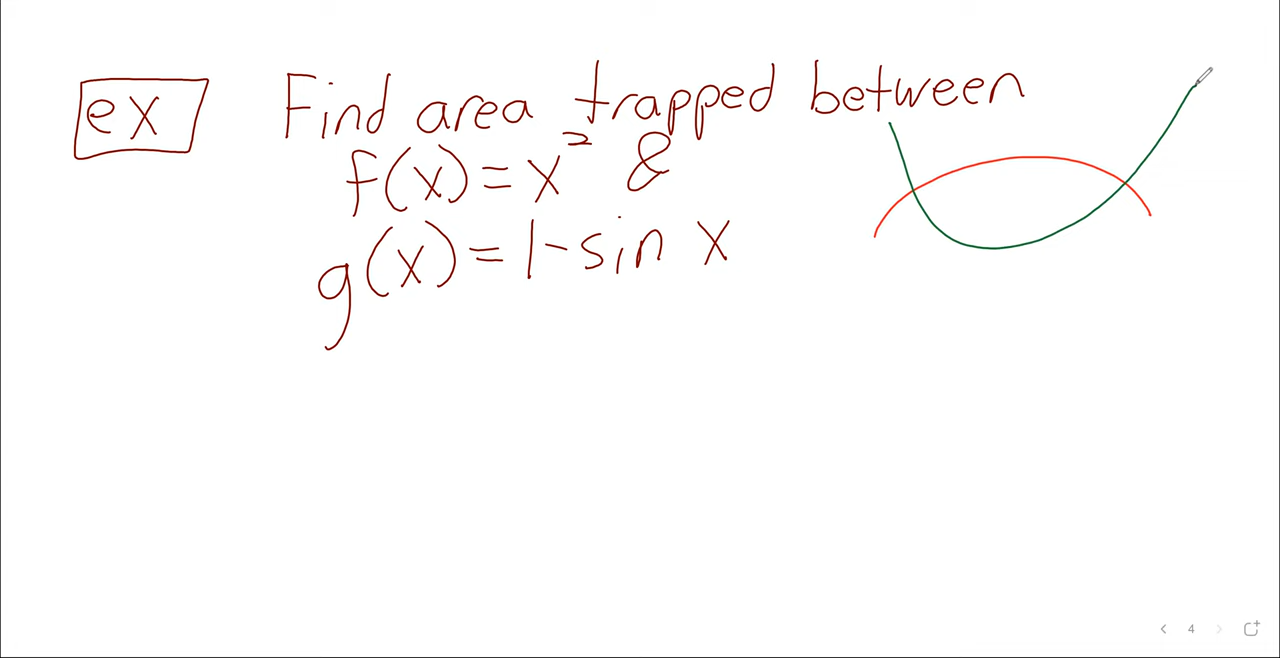 ex Find area trapped between
f(x) = x² &
g(x) = 1 - sin x
4